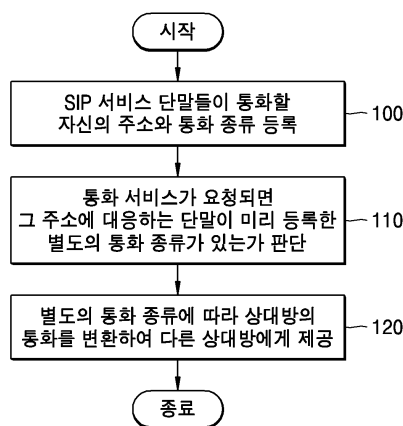 시작
SIP 서비스 단말들이 통화할
자신의 주소와 통화 종류 등록
100
통화 서비스가 요청되면
그 주소에 대응하는 단말이 미리 등록한
별도의 통화 종류가 있는가 판단
110
별도의 통화 종류에 따라 상대방의
통화를 변환하여 다른 상대방에게 제공
120
종료